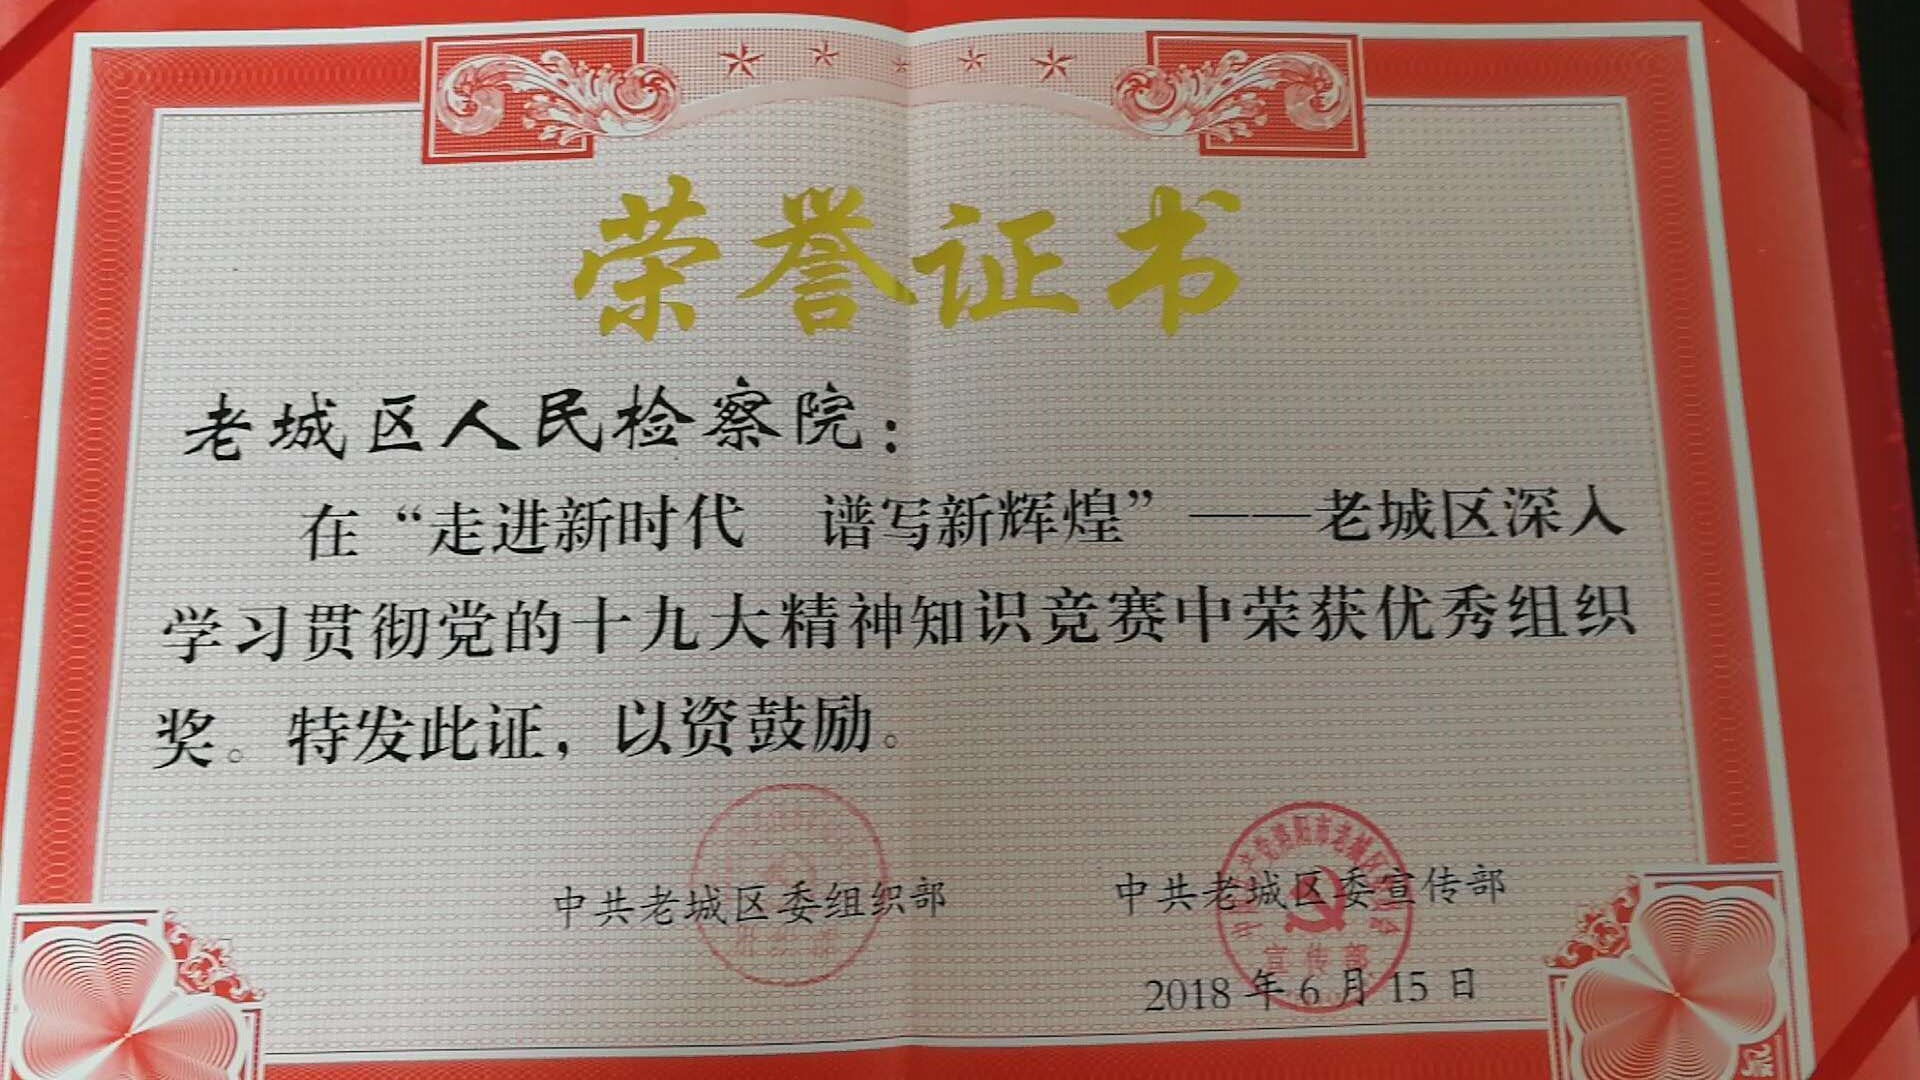 荣誉证书
老城区人民检察院：
在“走进新时代　谱写新辉煌”——老城区深入
学习贯彻党的十九大精神知识竞赛中荣获优秀组织
奖。特发此证，以资鼓励。
中共老城区委组织部
中共老城区委宣传部
宣传部
2018年6月15日